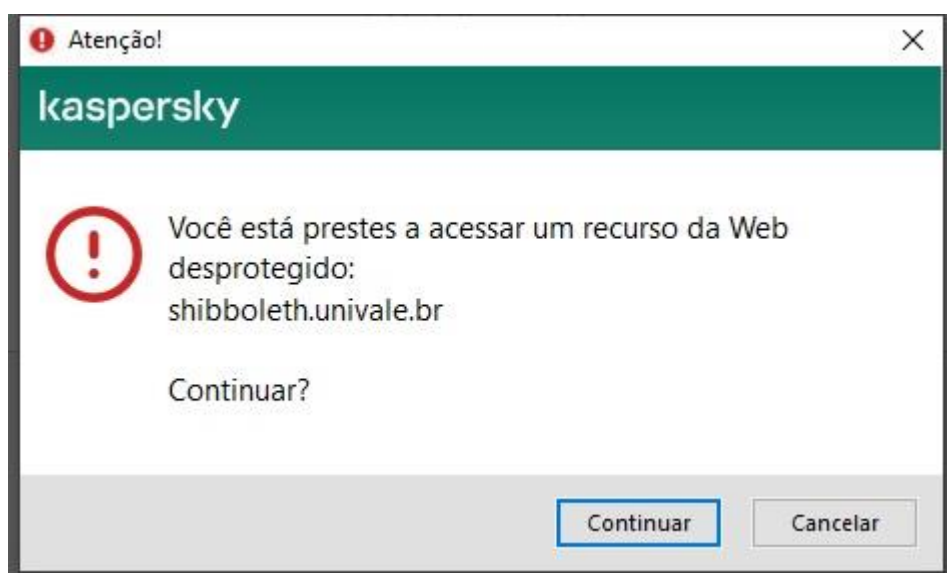 Atenção!
kaspersky
Você está prestes a acessar um recurso da Web
desprotegido:
shibboleth.univale.br
Continuar?
Continuar
Cancelar